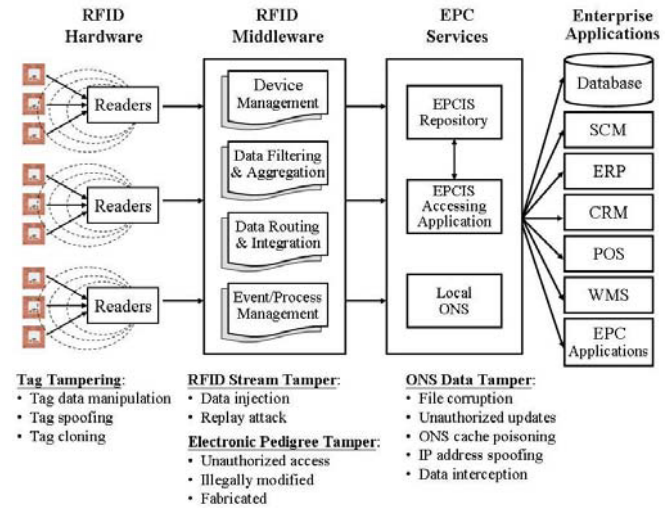 RFID
Hardware
RFID
Middleware
EPC
Services
Enterprise
Applications
Readers
Readers
Readers
Device
Management
Data Filtering
& Aggregation
Data Routing
& Integration
Event/Process
Management
EPCIS
Repository
EPCIS
Accessing
Application
Local
ONS
Database
SCM
ERP
CRM
POS
WMS
EPC
Applications
Tag Tampering:
• Tag data manipulation
• Tag spoofing
• Tag cloning
RFID Stream Tamper:
• Data injection
• Replay attack
Electronic Pedigree Tamper:
• Unauthorized access
• Illegally modified
• Fabricated
ONS Data Tamper:
• File corruption
• Unauthorized updates
• ONS cache poisoning
• IP address spoofing
• Data interception